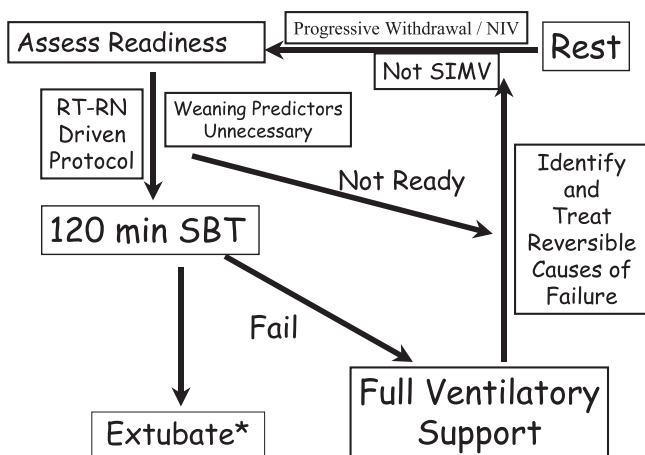 Progressive Withdrawal / NIV
Assess Readiness
Rest
Not SIMV
RT-RN
Driven
Protocol
Weaning Predictors
Unnecessary
Not Ready
Identify
and
Treat
Reversible
Causes of
Failure
120 min SBT
Fail
Full Ventilatory
Support
Extubate*